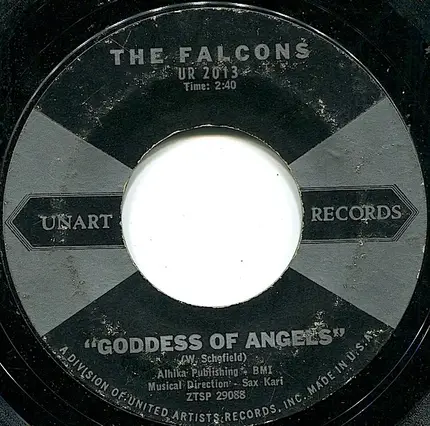 THE FALCONS
UR 2013
Time: 2:40
UNART RECORDS
"GODDESS OF ANGELS"
(W. Schofield)
Alhika Publishing - BMI
Musical Direction - Sax Kari
ZTSP 29088
A DIVISION OF UNITED ARTISTS RECORDS, INC. MADE IN U.S.A.